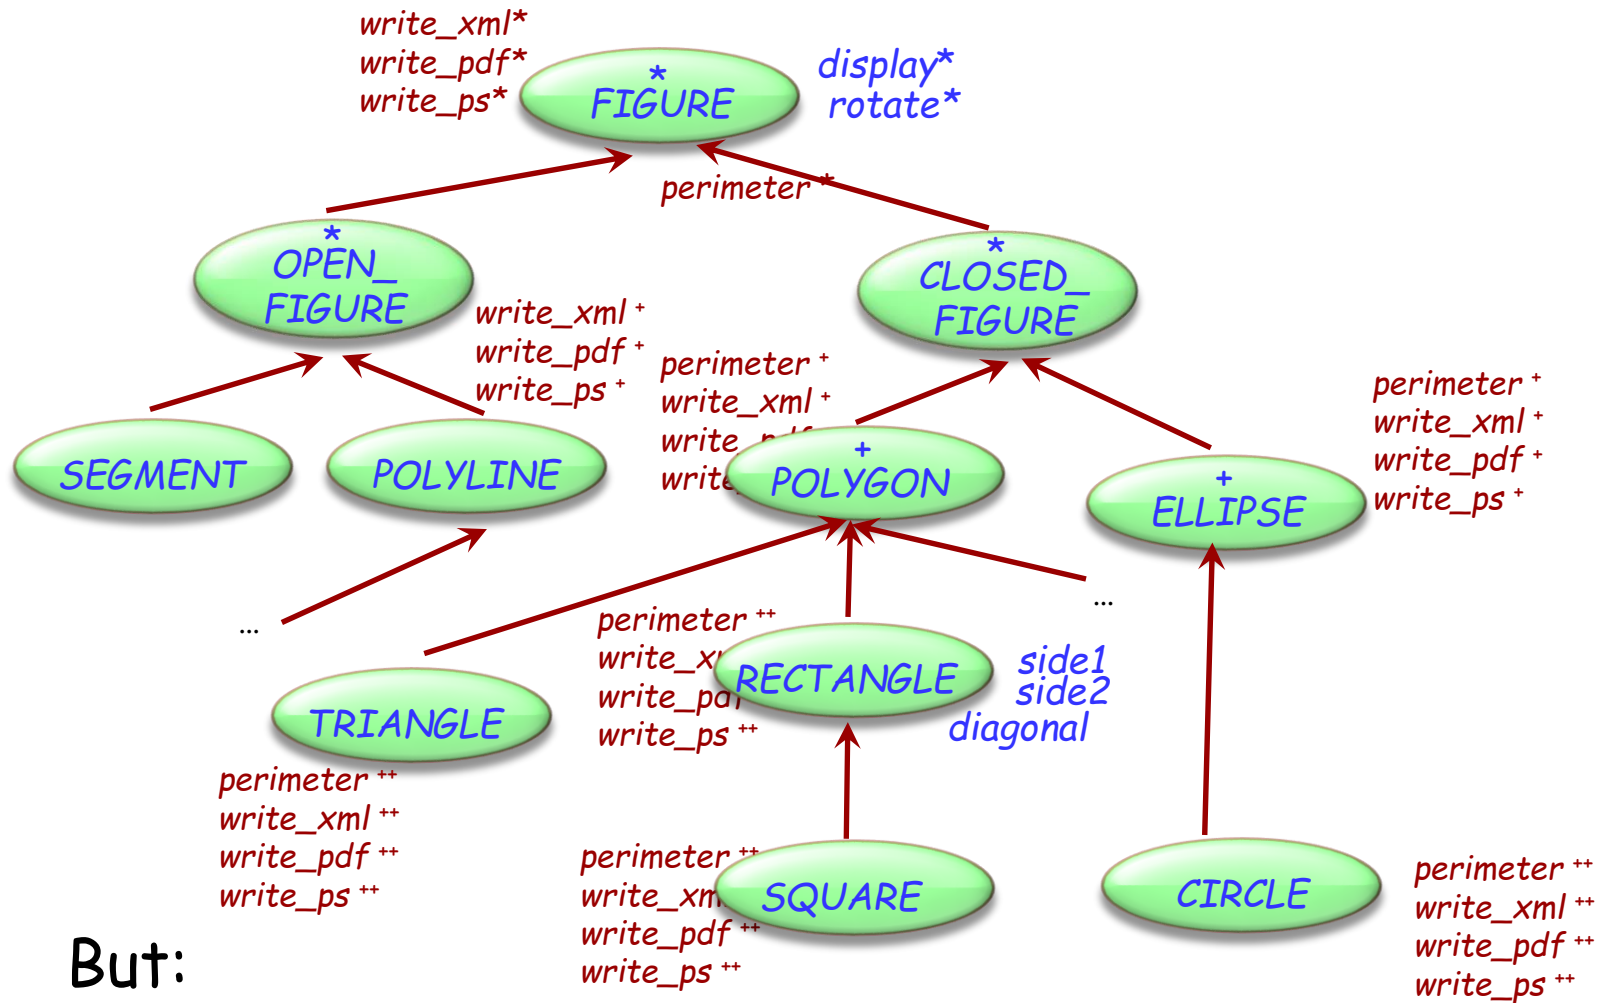 write_xml*
write_pdf*
write_ps*
*
FIGURE
display*
rotate*
perimeter *
*
OPEN_
FIGURE
*
CLOSED_
FIGURE
write_xml +
write_pdf +
write_ps +
perimeter +
write_xml +
perimeter +
write_xml +
write_pdf +
write_ps +
SEGMENT
POLYLINE
+
POLYGON
+
ELLIPSE
...
...
perimeter ++
write_ps ++
RECTANGLE
side1
side2
diagonal
TRIANGLE
perimeter ++
write_xml ++
write_pdf ++
write_ps ++
perimeter ++
write_pdf ++
write_ps ++
SQUARE
CIRCLE
perimeter ++
write_xml ++
write_pdf ++
write_ps ++
But: